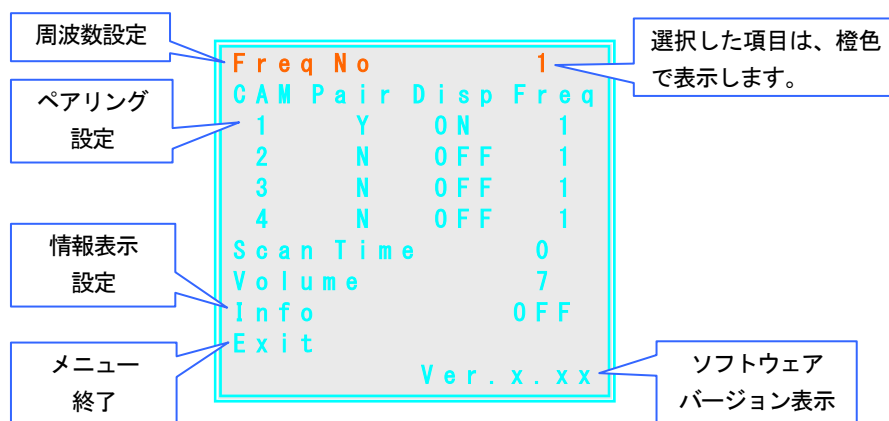 周波数設定
ペアリング
設定
情報表示
設定
メニュー
終了
Freq No 1
CAM Pair Disp Freq
1 Y ON 1
2 N OFF 1
3 N OFF 1
4 N OFF 1
Scan Time 0
Volume 7
Info OFF
Exit
Ver.x.xx
選択した項目は、橙色
で表示します。
ソフトウェア
バージョン表示